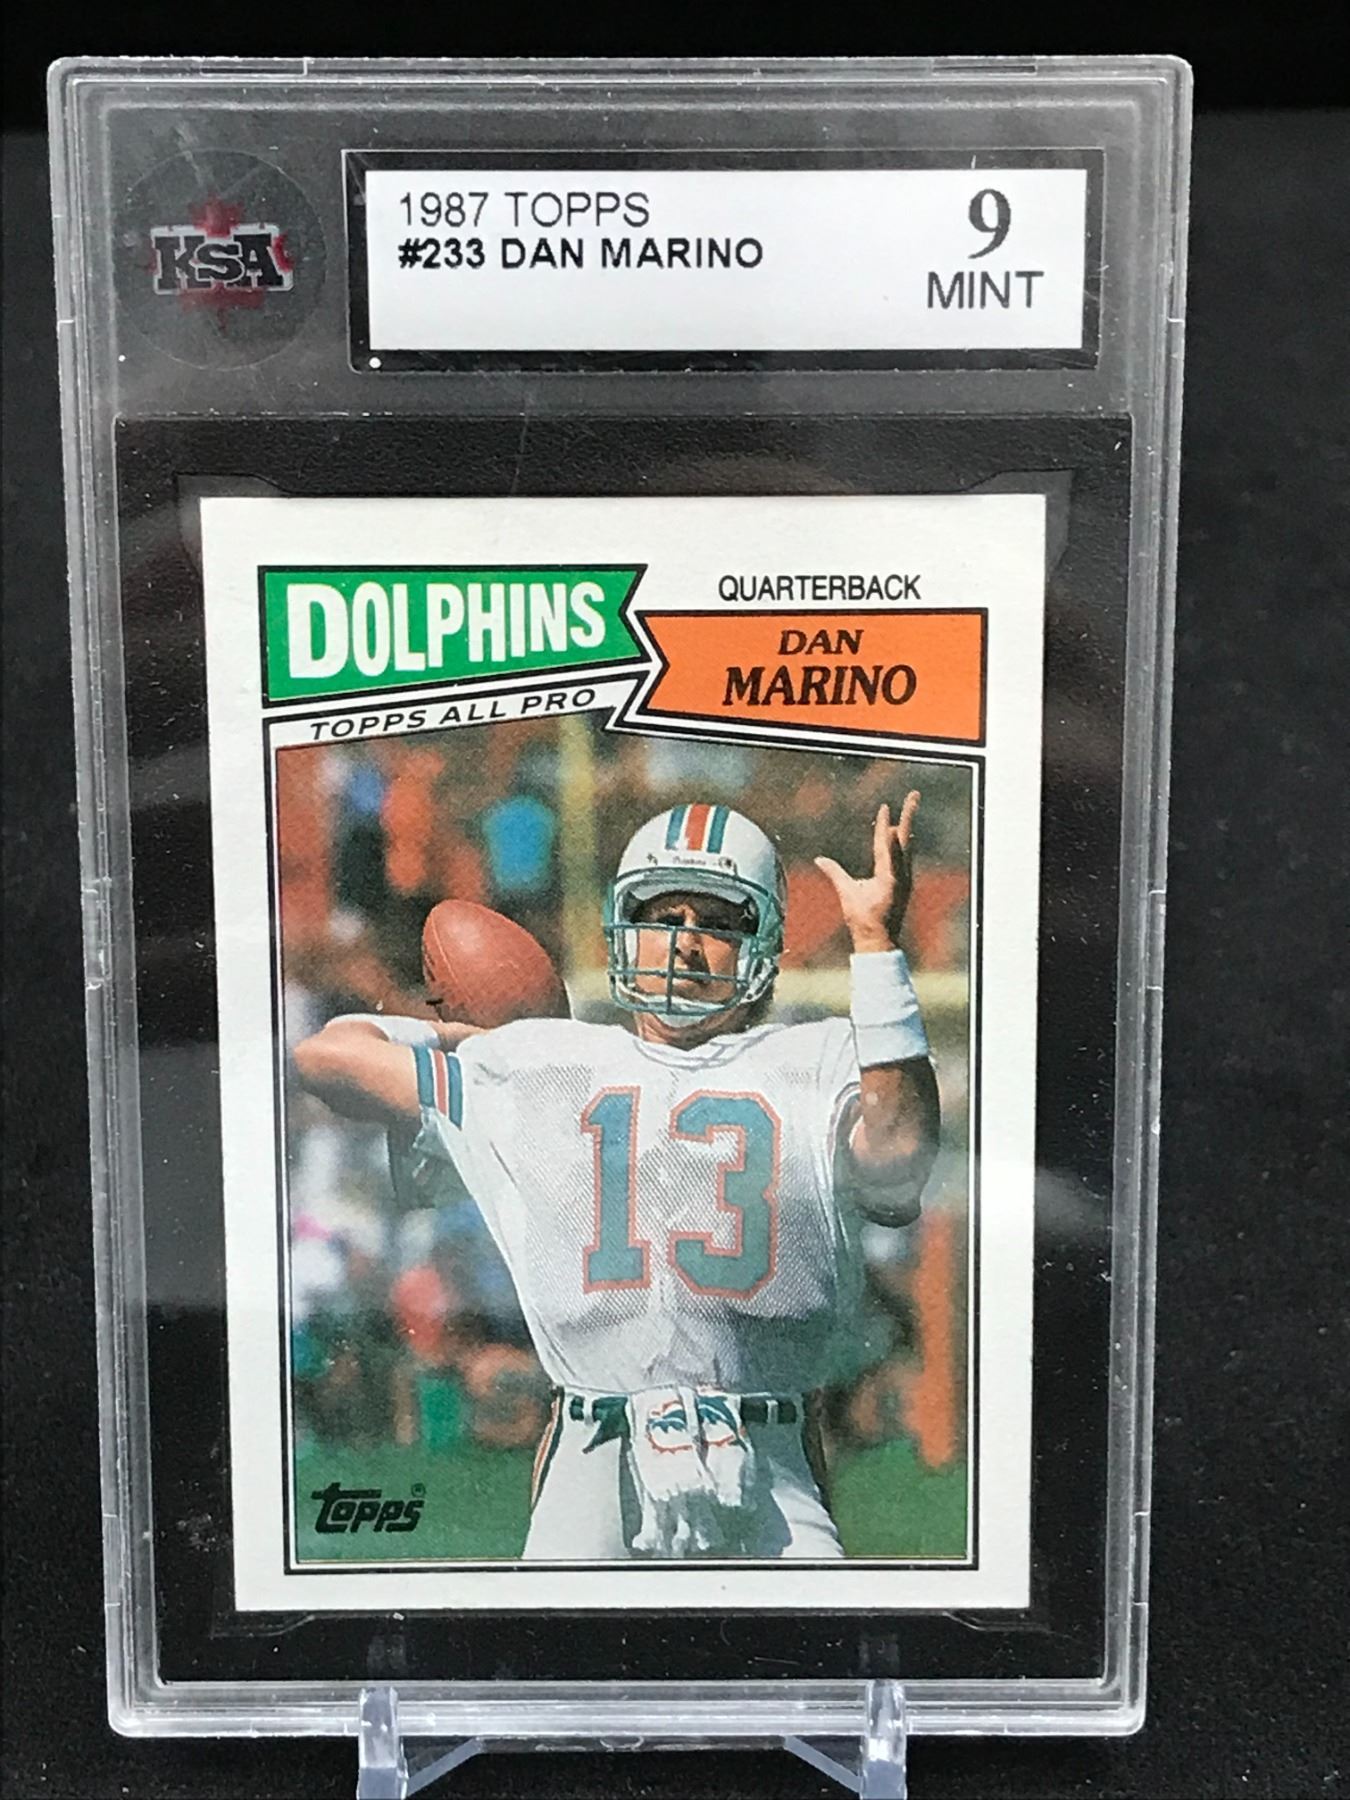 KSA
1987 TOPPS
#233 DAN MARINO
9
MINT
DOLPHINS
QUARTERBACK
DAN
MARINO
TOPPS ALL PRO
13
topps®